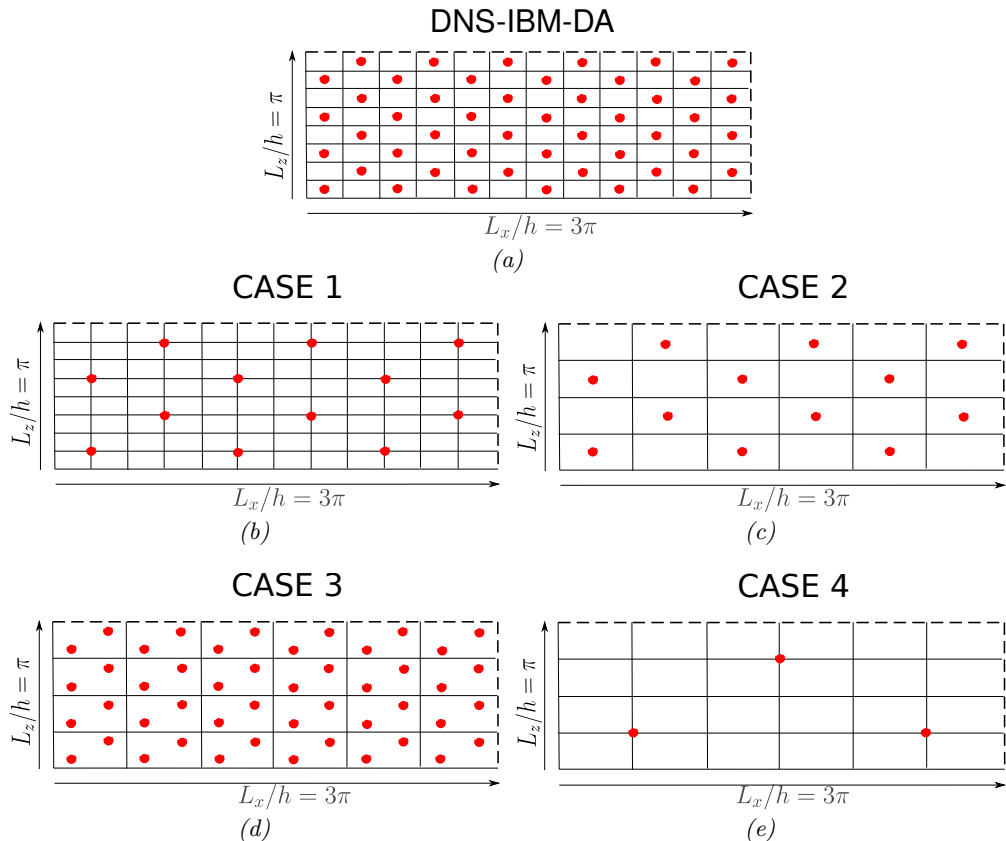 DNS-IBM-DA
L_z/h = π
L_x/h = 3π
(a)
CASE 1
L_z/h = π
L_x/h = 3π
(b)
CASE 2
L_z/h = π
L_x/h = 3π
(c)
CASE 3
L_z/h = π
L_x/h = 3π
(d)
CASE 4
L_z/h = π
L_x/h = 3π
(e)